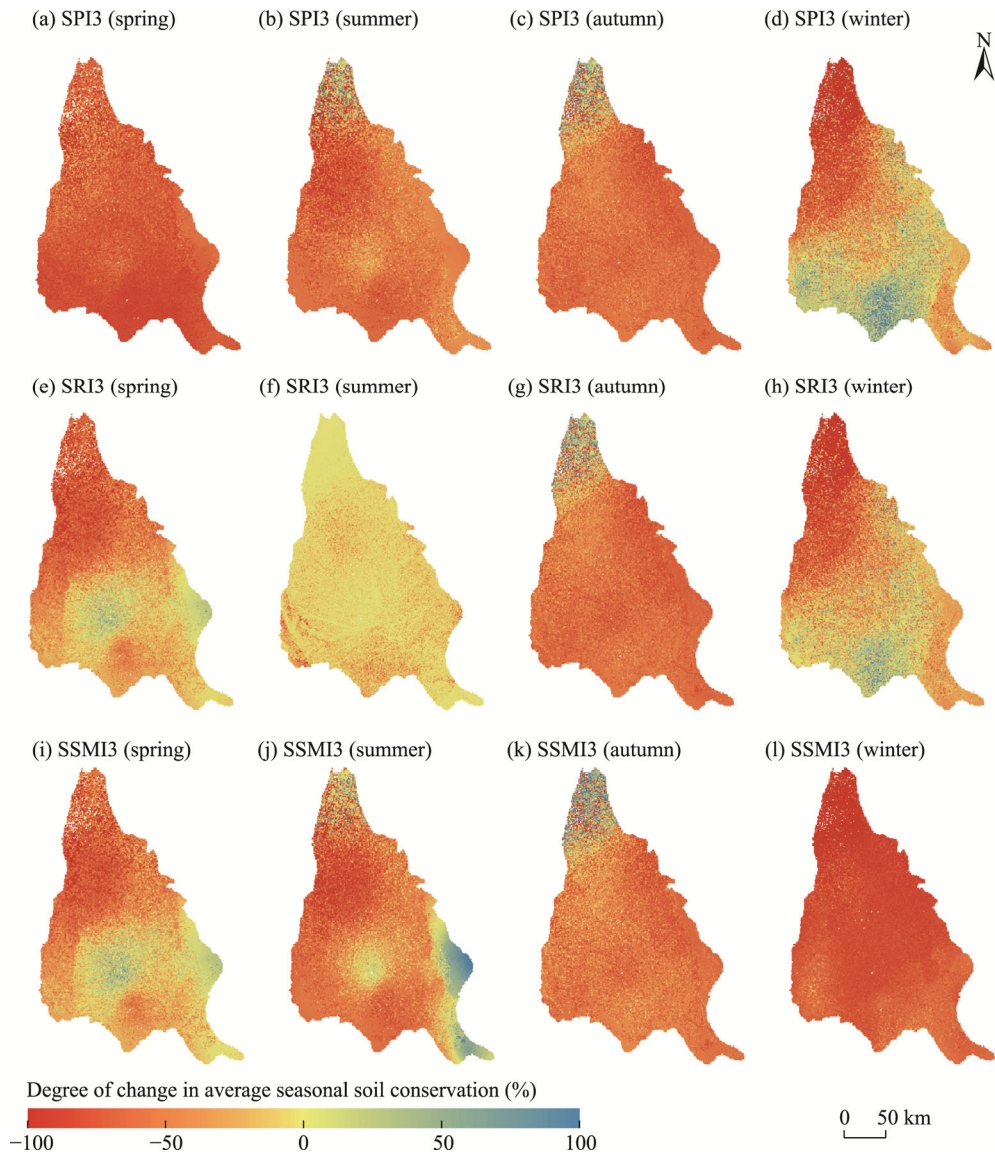 (a) SPI3 (spring)
(b) SPI3 (summer)
(c) SPI3 (autumn)
(d) SPI3 (winter)
N
(e) SRI3 (spring)
(f) SRI3 (summer)
(g) SRI3 (autumn)
(h) SRI3 (winter)
(i) SSMI3 (spring)
(j) SSMI3 (summer)
(k) SSMI3 (autumn)
(l) SSMI3 (winter)
Degree of change in average seasonal soil conservation (%)
−100 −50 0 50 100
0 50 km